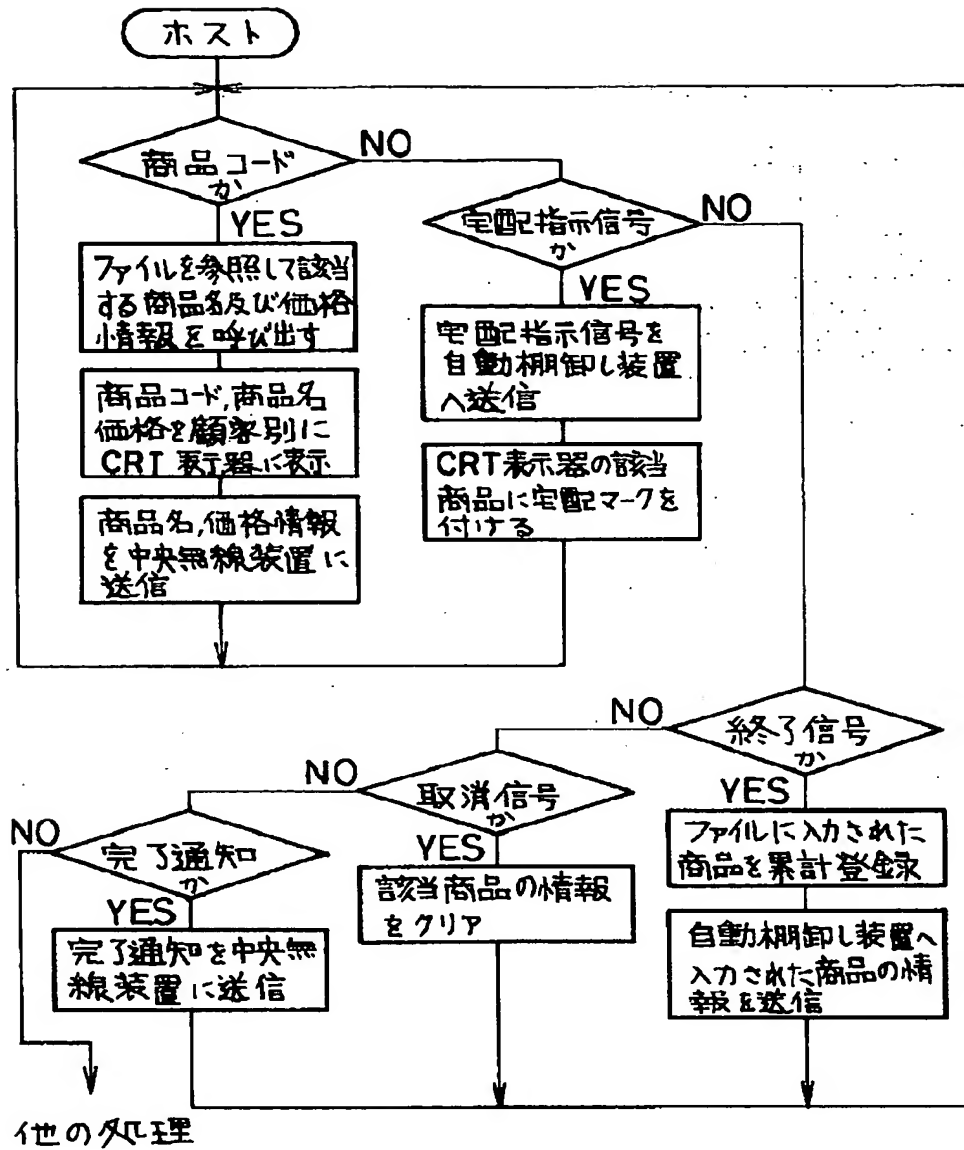 ホスト
商品コード
か
NO
YES
ファイルを参照して該当
する商品名及び価格
情報を呼び出す
商品コード,商品名
価格を顧客別に
CRT表示器に表示
商品名,価格情報
を中央無線装置に
送信
宅配指示信号
か
NO
YES
宅配指示信号を
自動棚卸し装置
へ送信
CRT表示器の該当
商品に宅配マークを
付ける
終了信号
か
NO
YES
ファイルに入力された
商品を累計登録
自動棚卸し装置へ
入力された商品の情
報を送信
取消信号
か
NO
YES
該当商品の情報
をクリア
完了通知
か
NO
YES
完了通知を中央無
線装置に送信
他の処理